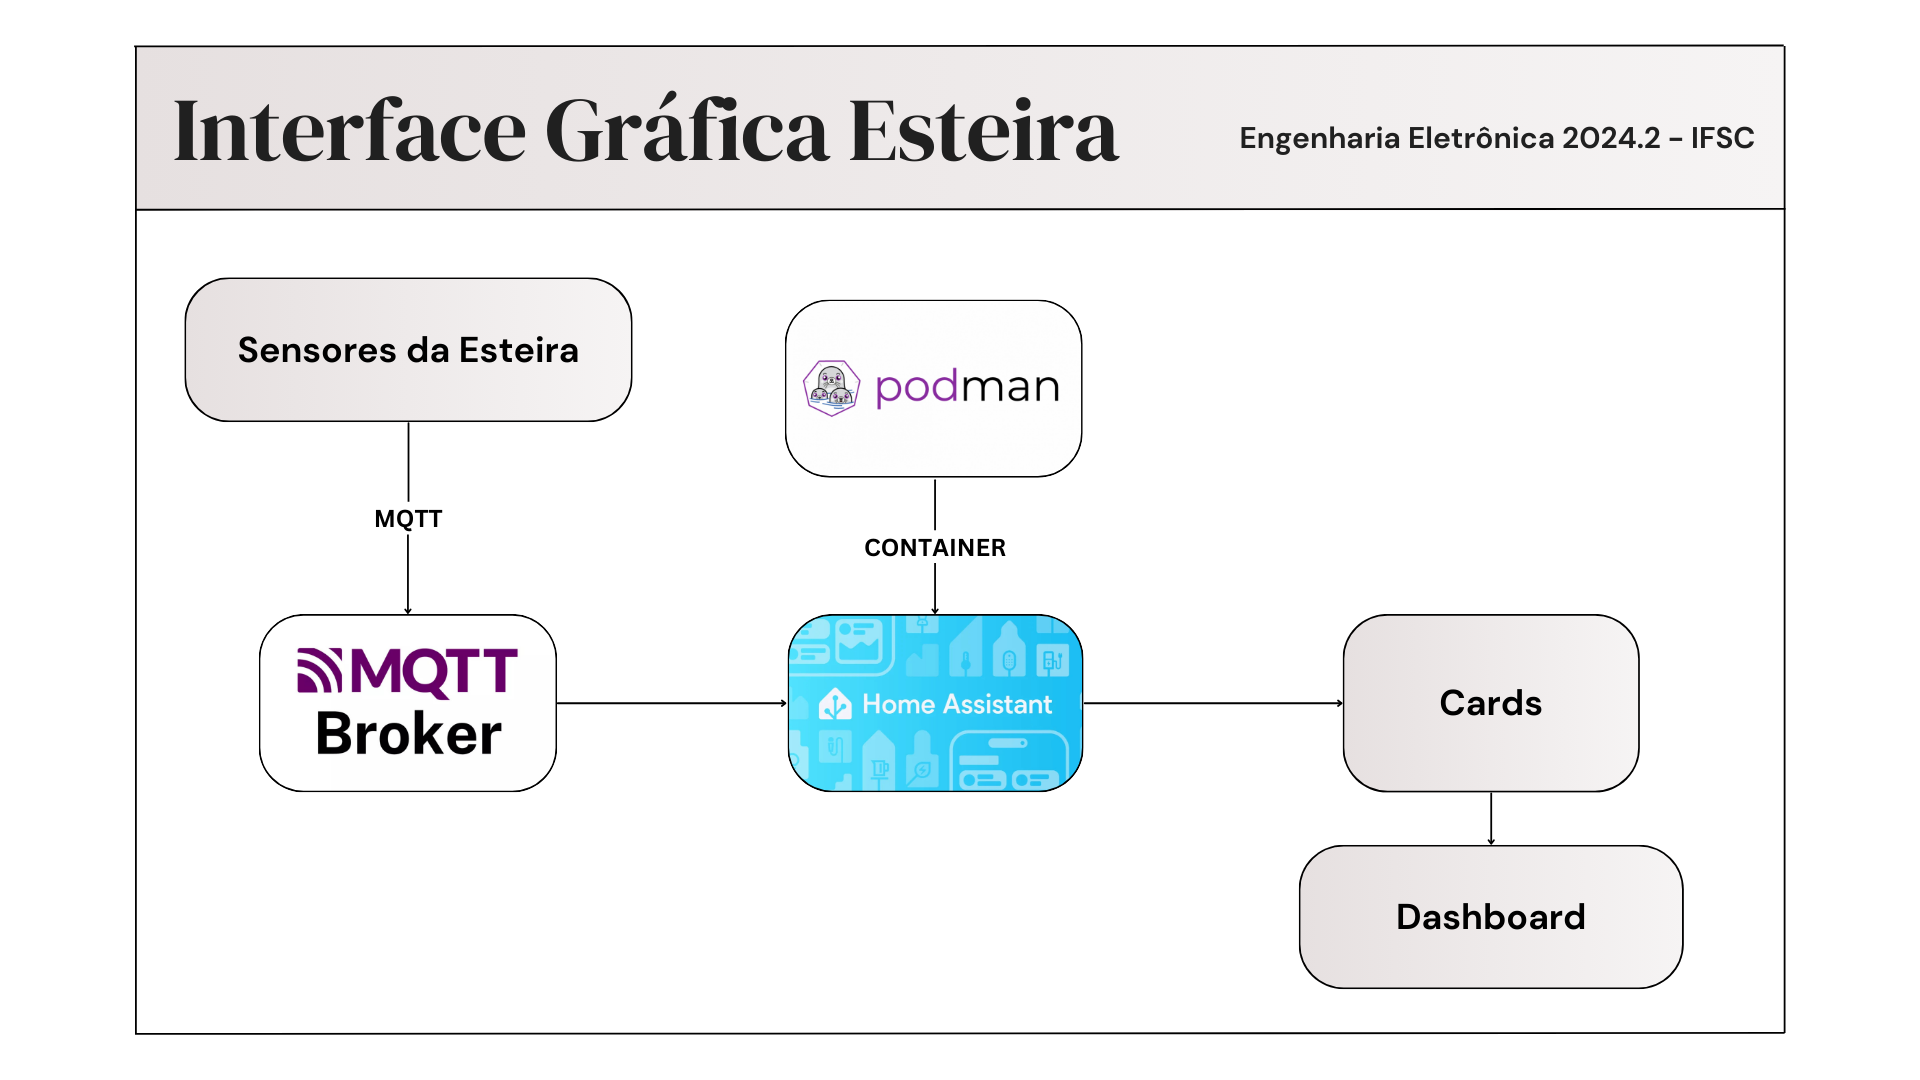 Interface Gráfica Esteira
Engenharia Eletrônica 2024.2 - IFSC
Sensores da Esteira
podman
MQTT
CONTAINER
MQTT
Broker
Home Assistant
Cards
Dashboard